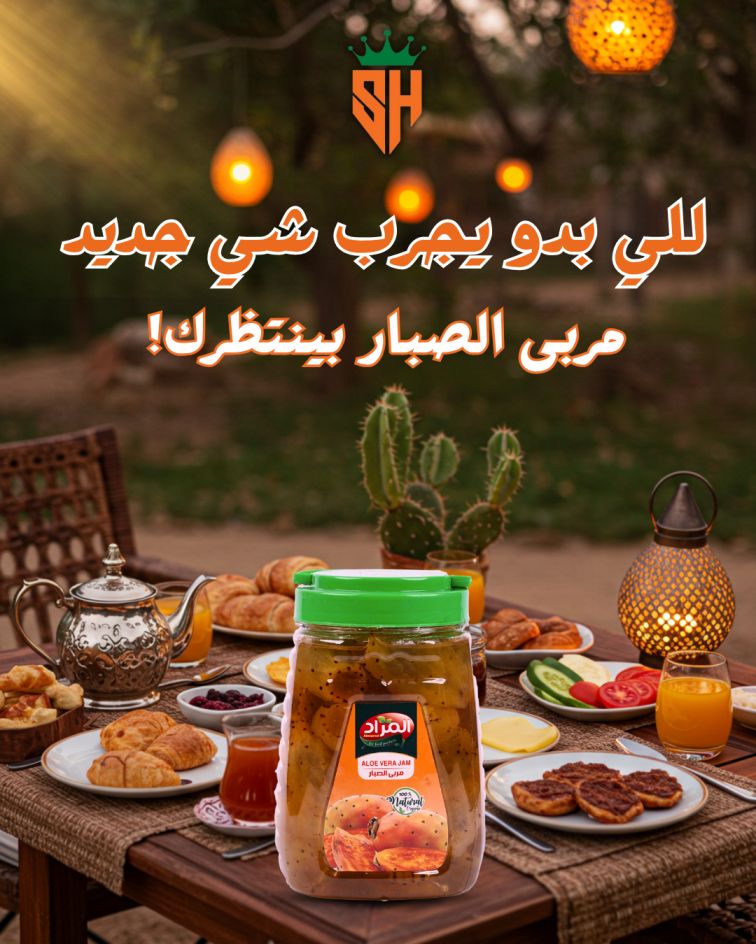 SH
للي بدو يجرب شي جديد
مربى الصبار بينتظرك!
المراد
ALOE VERA JAM
مربى الصبار
100%
Natural